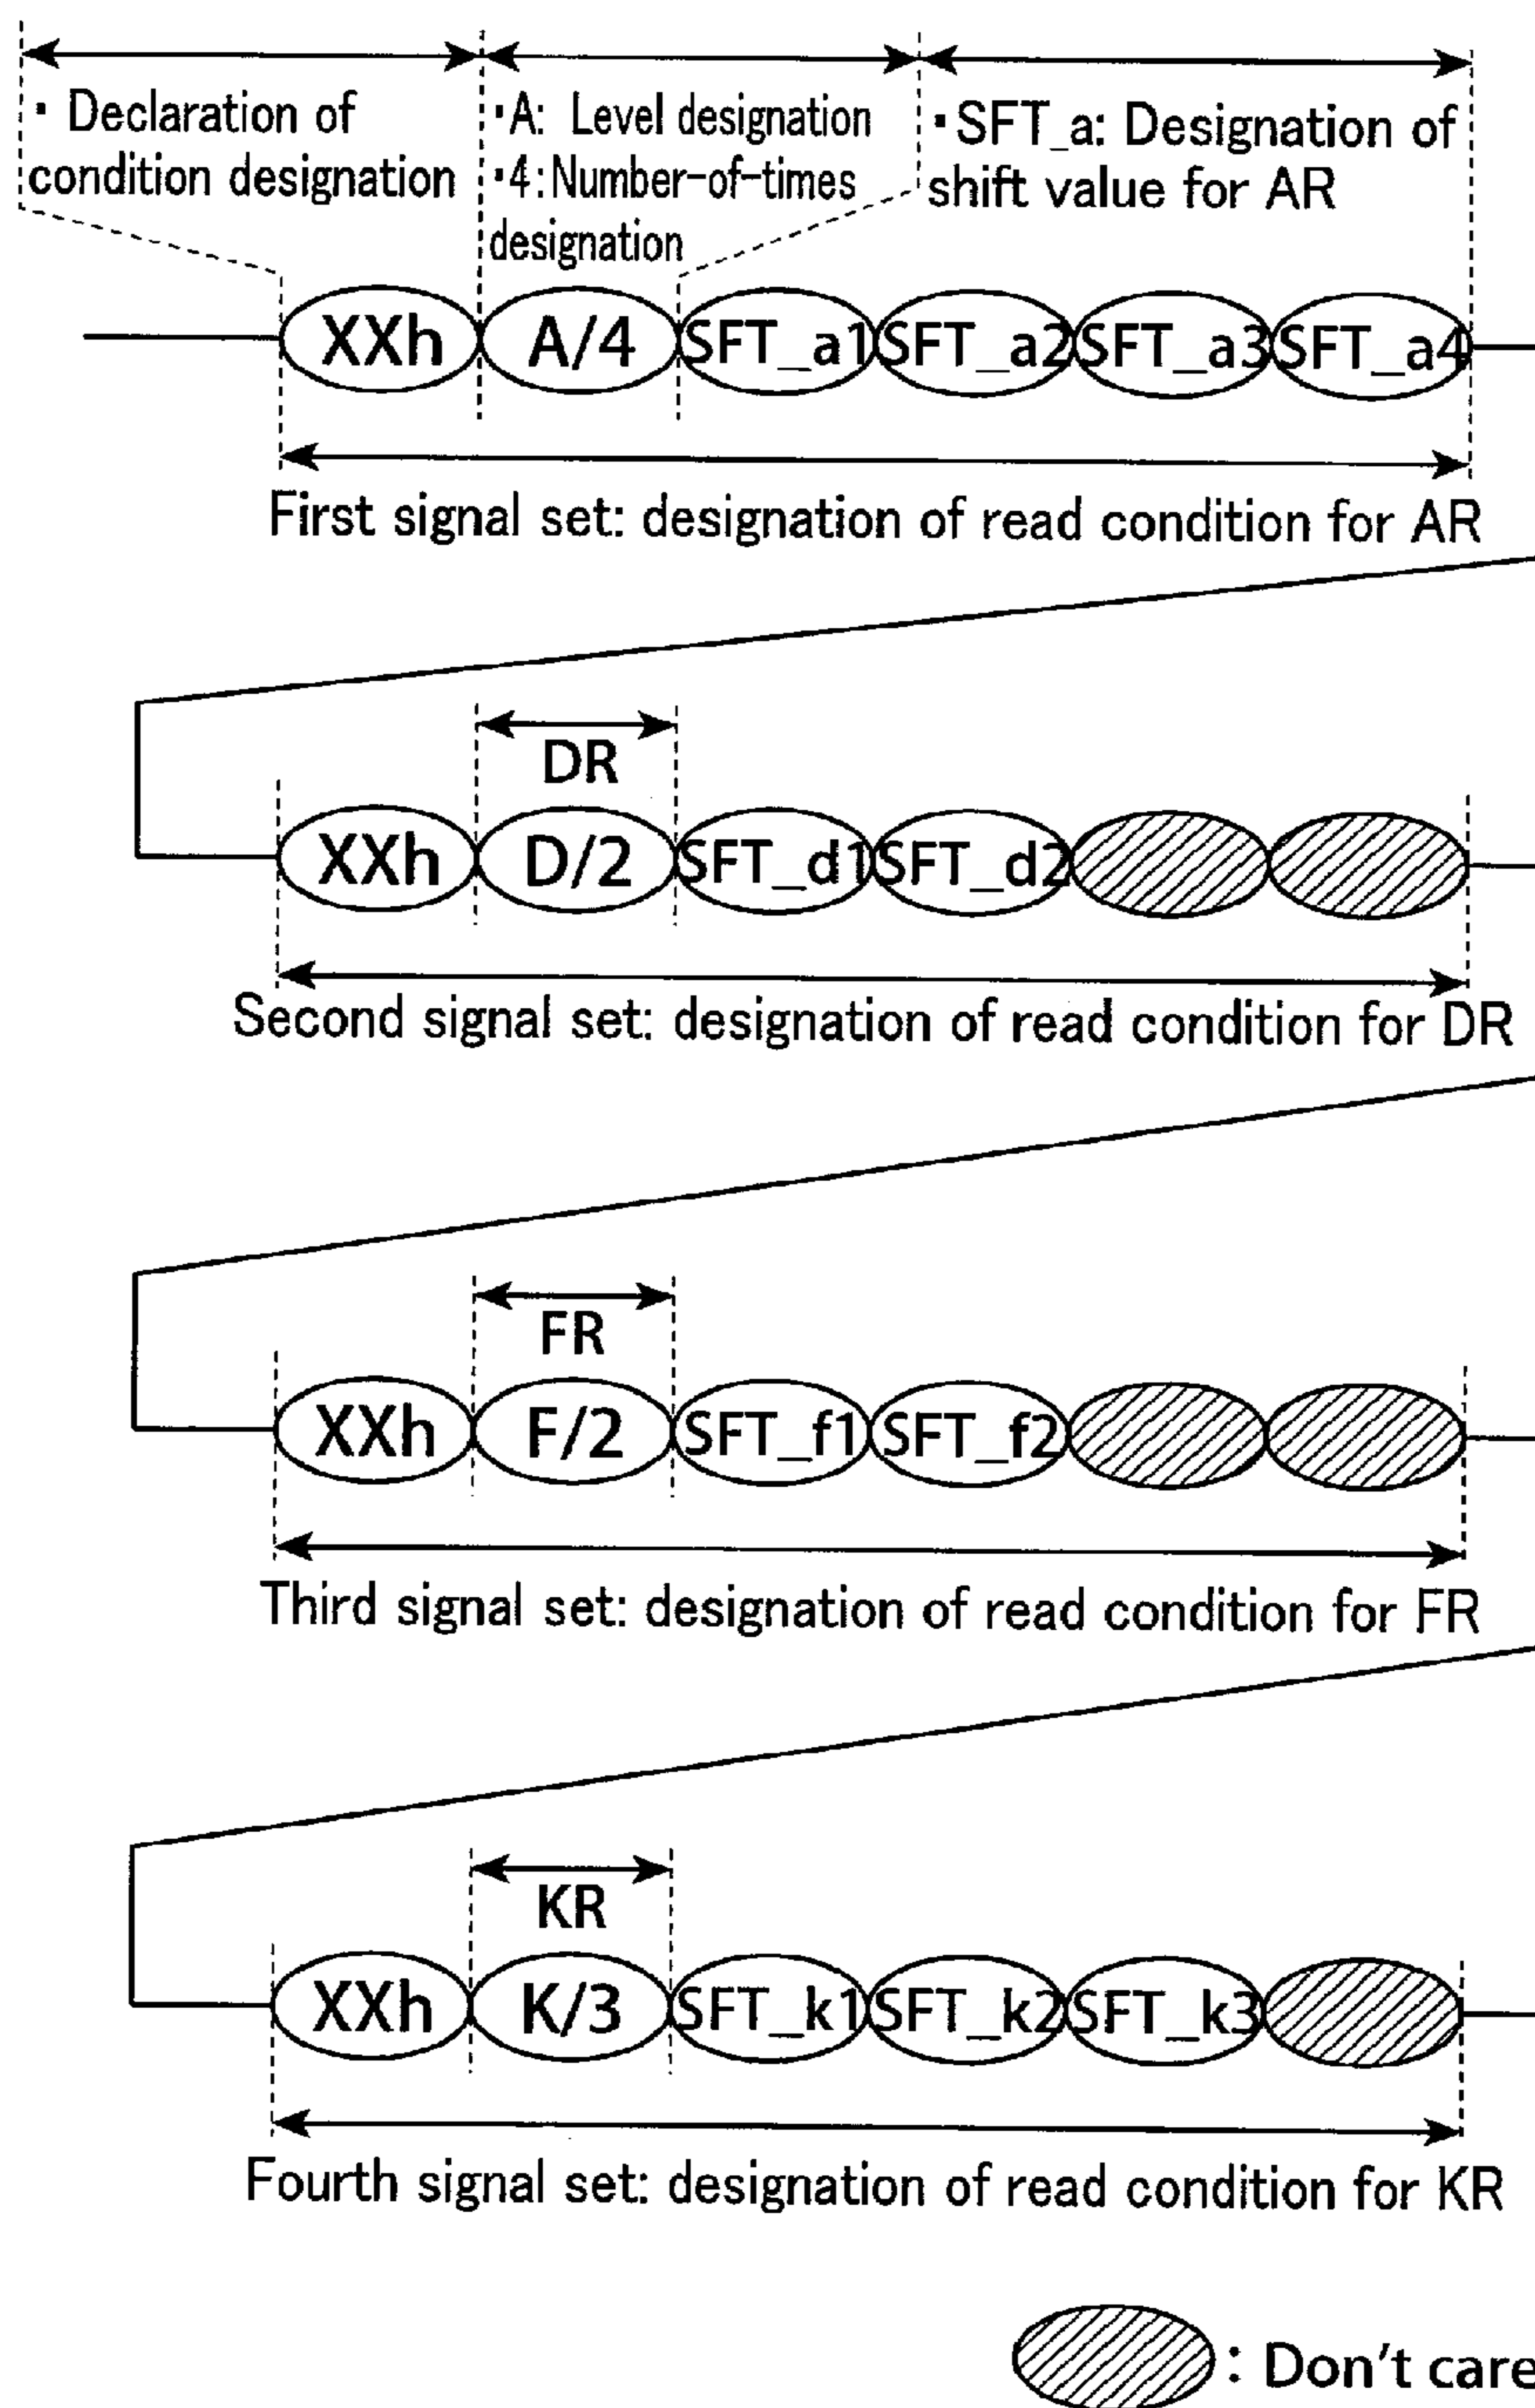 ・ Declaration of
condition designation
・A: Level designation
・4: Number-of-times
designation
・SFT_a: Designation of
shift value for AR
XXh A/4 SFT_a1 SFT_a2 SFT_a3 SFT_a4
First signal set: designation of read condition for AR
DR
XXh D/2 SFT_d1 SFT_d2
Second signal set: designation of read condition for DR
FR
XXh F/2 SFT_f1 SFT_f2
Third signal set: designation of read condition for FR
KR
XXh K/3 SFT_k1 SFT_k2 SFT_k3
Fourth signal set: designation of read condition for KR
: Don't care